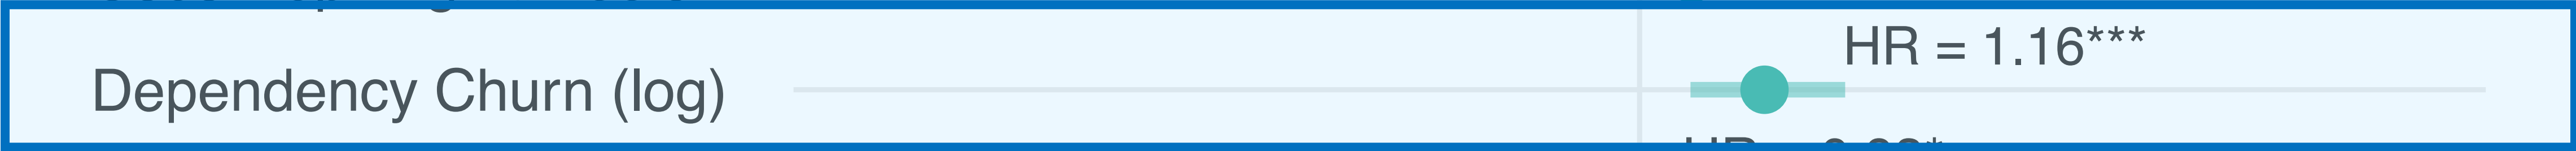 HR = 1.16***
Dependency Churn (log)